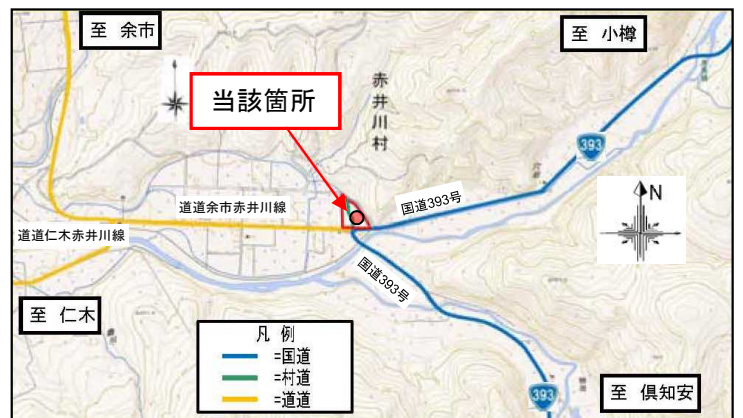 至 余市
至 小樽
当該箇所
赤井川村
393
N
国道393号
道道余市赤井川線
道道仁木赤井川線
国道393号
至 仁木
凡 例
=国道
=村道
=道道
393
至 倶知安